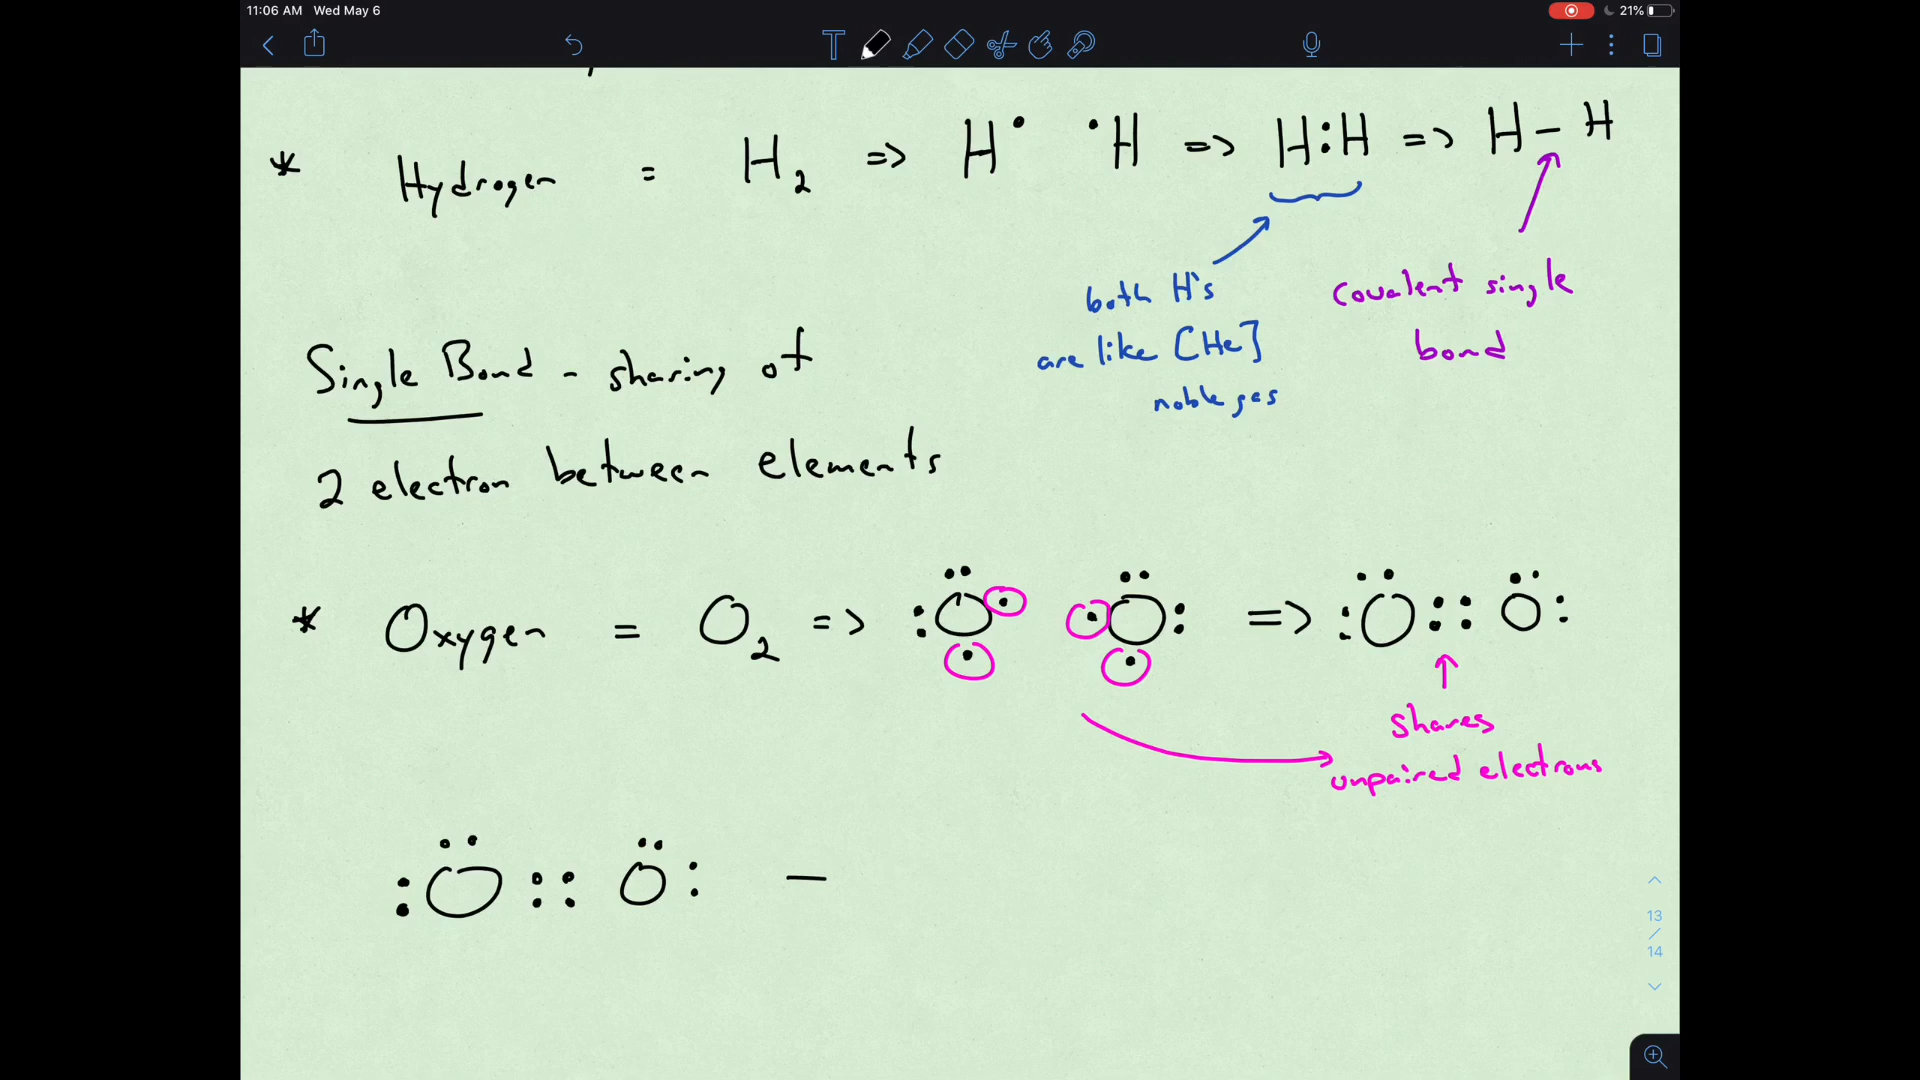 11:06 AM Wed May 6
21%
T
* Hydrogen = H2 => H• •H => H:H => H - H
both H's
are like [He]
noble gas
covalent single
bond
Single Bond - sharing of
2 electron between elements
* Oxygen = O2 => :Ö· ·Ö: => :Ö::Ö:
shares
unpaired electrons
:Ö::Ö: —
13
/
14